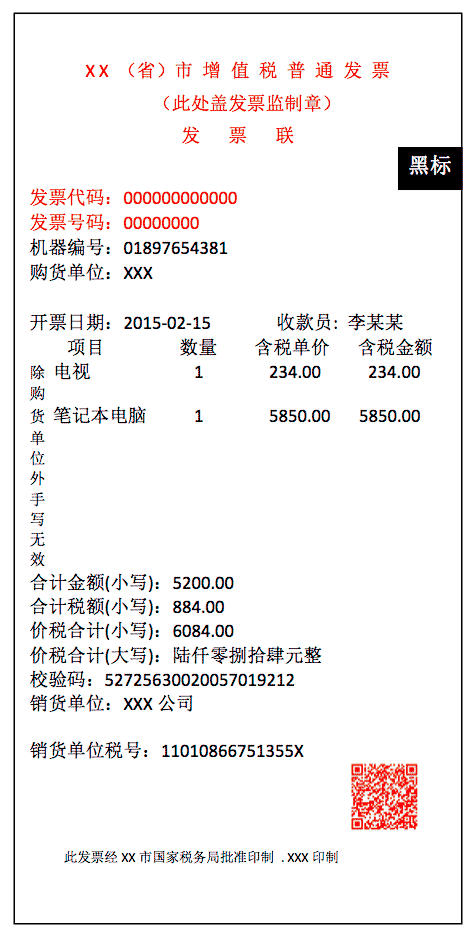 XX （省）市 增 值 税 普 通 发 票
（此处盖发票监制章）
发 票 联
黑标
发票代码：000000000000
发票号码：00000000
机器编号：01897654381
购货单位：XXX
开票日期：2015-02-15 收款员：李某某
项目 数量 含税单价 含税金额
电视 1 234.00 234.00
笔记本电脑 1 5850.00 5850.00
除购货单位外手写无效
合计金额(小写)：5200.00
合计税额(小写)：884.00
价税合计(小写)：6084.00
价税合计(大写)：陆仟零捌拾肆元整
校验码：52725630020057019212
销货单位：XXX 公司
销货单位税号：11010866751355X
此发票经 XX 市国家税务局批准印制 . XXX 印制